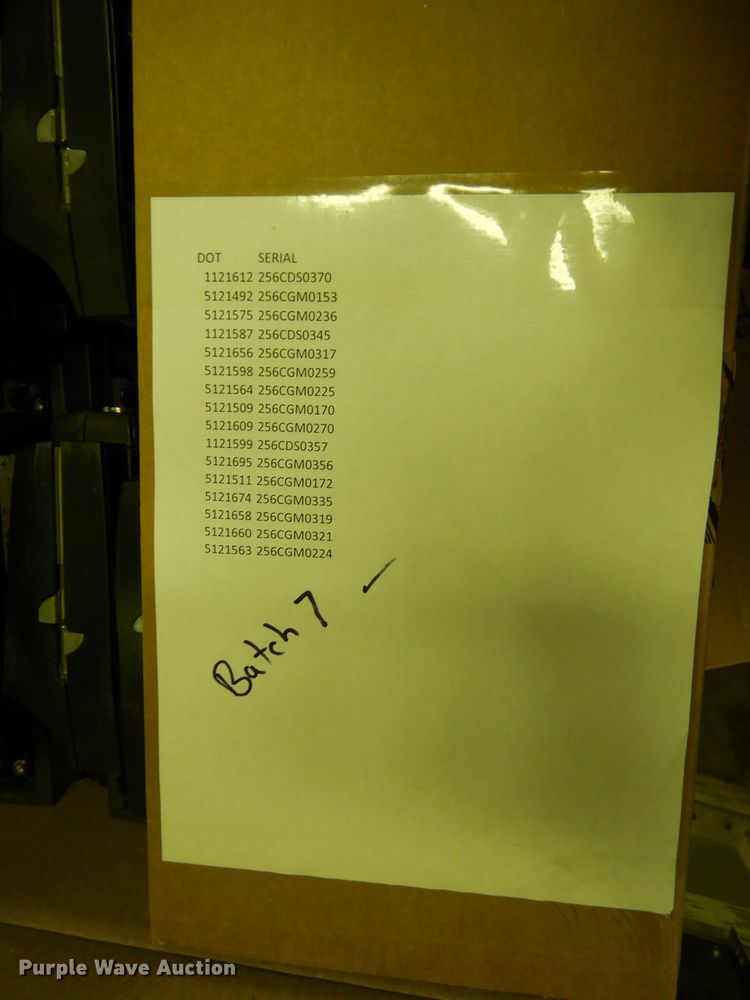 DOT SERIAL
1121612 256CDS0370
5121492 256CGM0153
5121575 256CGM0236
1121587 256CDS0345
5121656 256CGM0317
5121598 256CGM0259
5121564 256CGM0225
5121509 256CGM0170
5121609 256CGM0270
1121599 256CDS0357
5121695 256CGM0356
5121511 256CGM0172
5121674 256CGM0335
5121658 256CGM0319
5121660 256CGM0321
5121563 256CGM0224
Batch 7 -
Purple Wave Auction